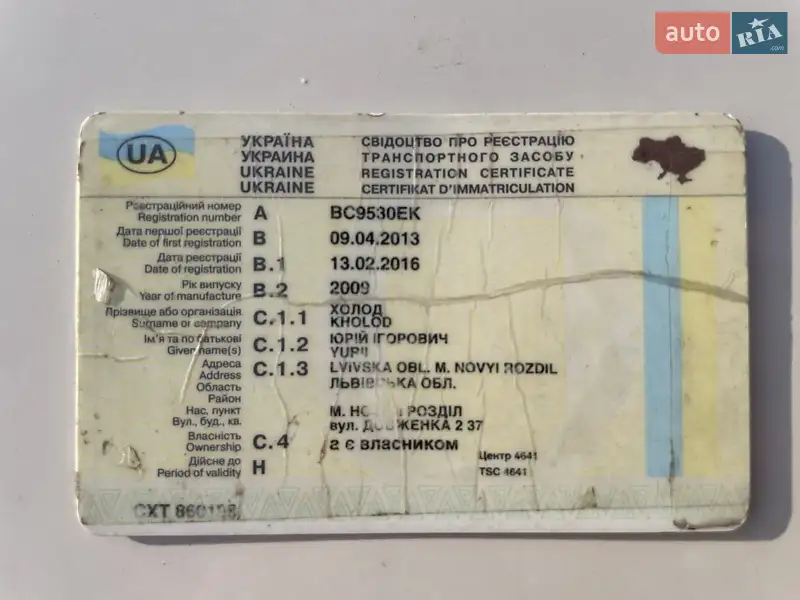 auto RIA.com
УКРАЇНА СВІДОЦТВО ПРО РЕЄСТРАЦІЮ
УКРАИНА ТРАНСПОРТНОГО ЗАСОБУ
UKRAINE REGISTRATION CERTIFICATE
UKRAINE CERTIFIKAT D'IMMATRICULATION
UA
Реєстраційний номер
Registration number A BC9530EK
Дата першої реєстрації
Date of first registration B 09.04.2013
Дата реєстрації
Date of registration B.1 13.02.2016
Рік випуску
Year of manufacture B.2 2009
Прізвище або організація
Surname or company C.1.1 ХОЛОД
KHOLOD
Ім'я та по батькові
Given name(s) C.1.2 ЮРІЙ ІГОРОВИЧ
YURII
Адреса
Address C.1.3 LVIVSKA OBL. M. NOVYI ROZDIL
Область ЛЬВІВСЬКА ОБЛ.
Район
Нас. пункт М. РОЗДІЛ
Вул., буд., кв. вул. 2 37
Власність
Ownership C.4 а є власником
Дійсне до
Period of validity H
Центр 4641
TSC 4641
СХТ